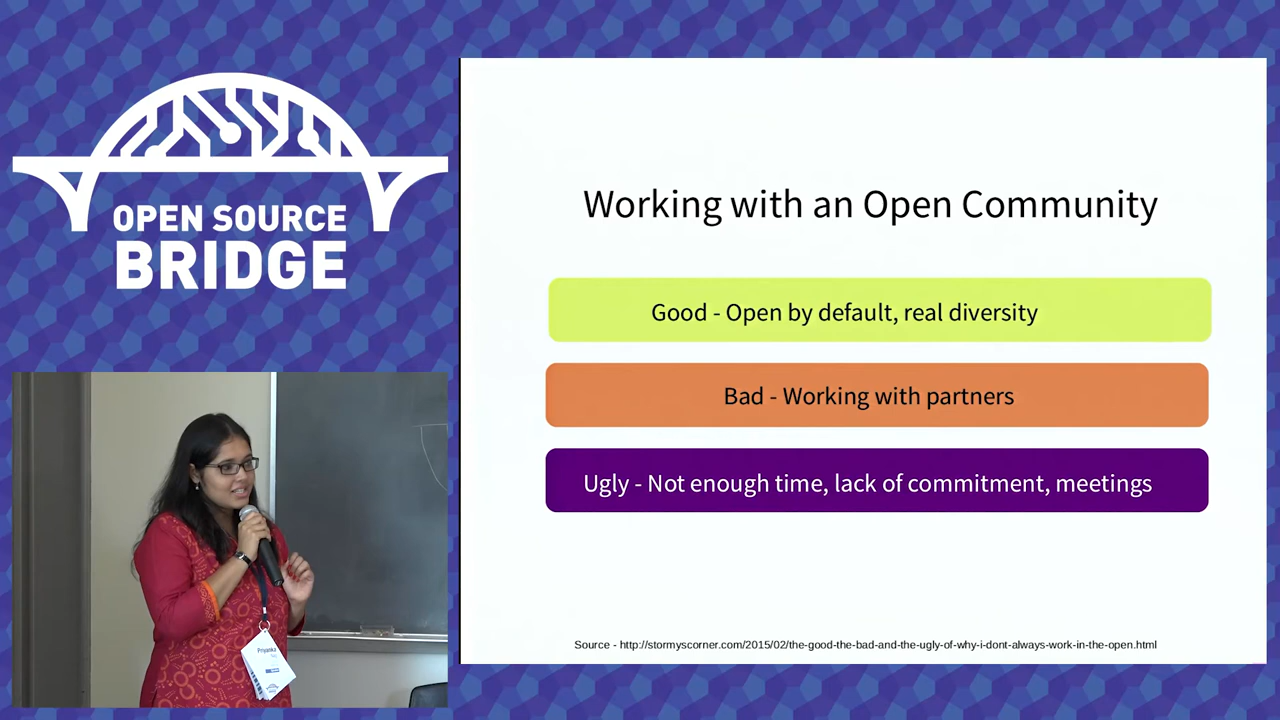 OPEN SOURCE
BRIDGE
Working with an Open Community
Good - Open by default, real diversity
Bad - Working with partners
Ugly - Not enough time, lack of commitment, meetings
Source - http://stormyscorner.com/2015/02/the-good-the-bad-and-the-ugly-of-why-i-dont-always-work-in-the-open.html
Priyanka